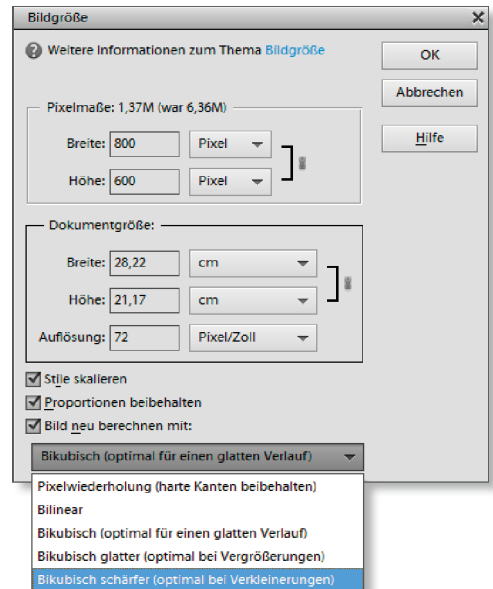 Bildgröße
Weitere Informationen zum Thema Bildgröße
OK
Abbrechen
Hilfe
Pixelmaße: 1,37M (war 6,36M)
Breite: 800 Pixel
Höhe: 600 Pixel
Dokumentgröße:
Breite: 28,22 cm
Höhe: 21,17 cm
Auflösung: 72 Pixel/Zoll
Stile skalieren
Proportionen beibehalten
Bild neu berechnen mit:
Bikubisch (optimal für einen glatten Verlauf)
Pixelwiederholung (harte Kanten beibehalten)
Bilinear
Bikubisch (optimal für einen glatten Verlauf)
Bikubisch glatter (optimal bei Vergrößerungen)
Bikubisch schärfer (optimal bei Verkleinerungen)